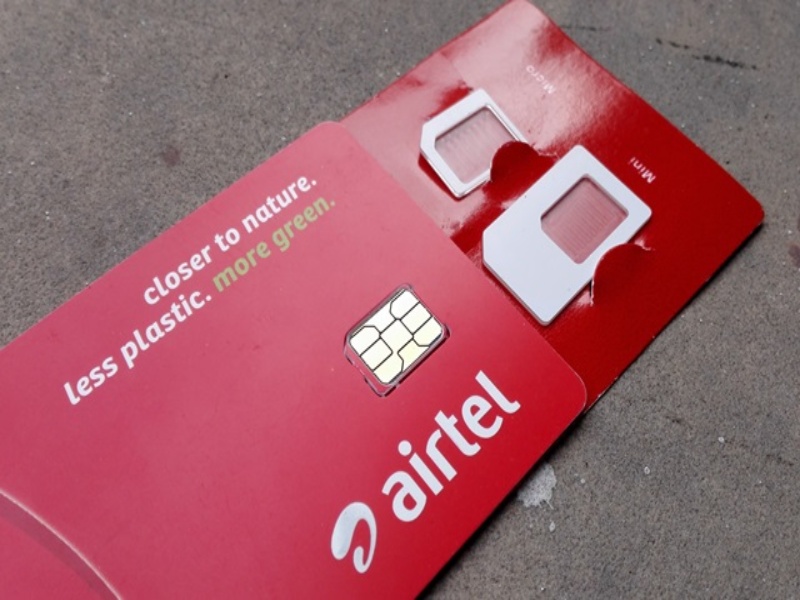 Micro
Mini
closer to nature.
less plastic. more green.
airtel